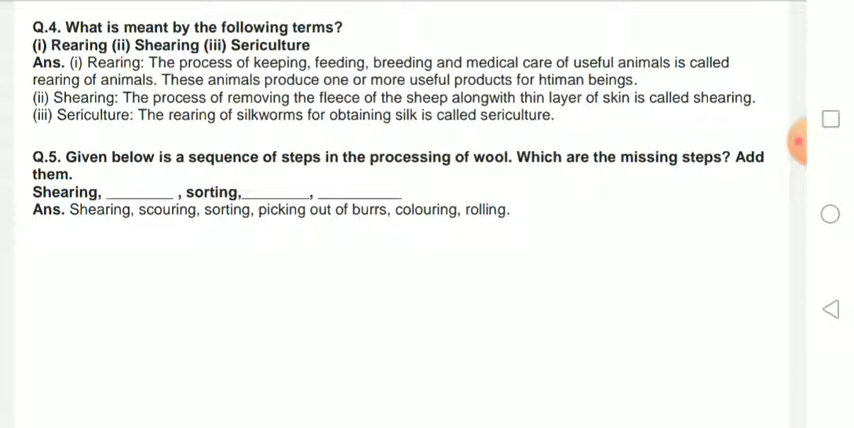 Q.4. What is meant by the following terms?
(i) Rearing (ii) Shearing (iii) Sericulture
Ans. (i) Rearing: The process of keeping, feeding, breeding and medical care of useful animals is called
rearing of animals. These animals produce one or more useful products for htiman beings.
(ii) Shearing: The process of removing the fleece of the sheep alongwith thin layer of skin is called shearing.
(iii) Sericulture: The rearing of silkworms for obtaining silk is called sericulture.
Q.5. Given below is a sequence of steps in the processing of wool. Which are the missing steps? Add
them.
Shearing, ________ , sorting,________, __________
Ans. Shearing, scouring, sorting, picking out of burrs, colouring, rolling.